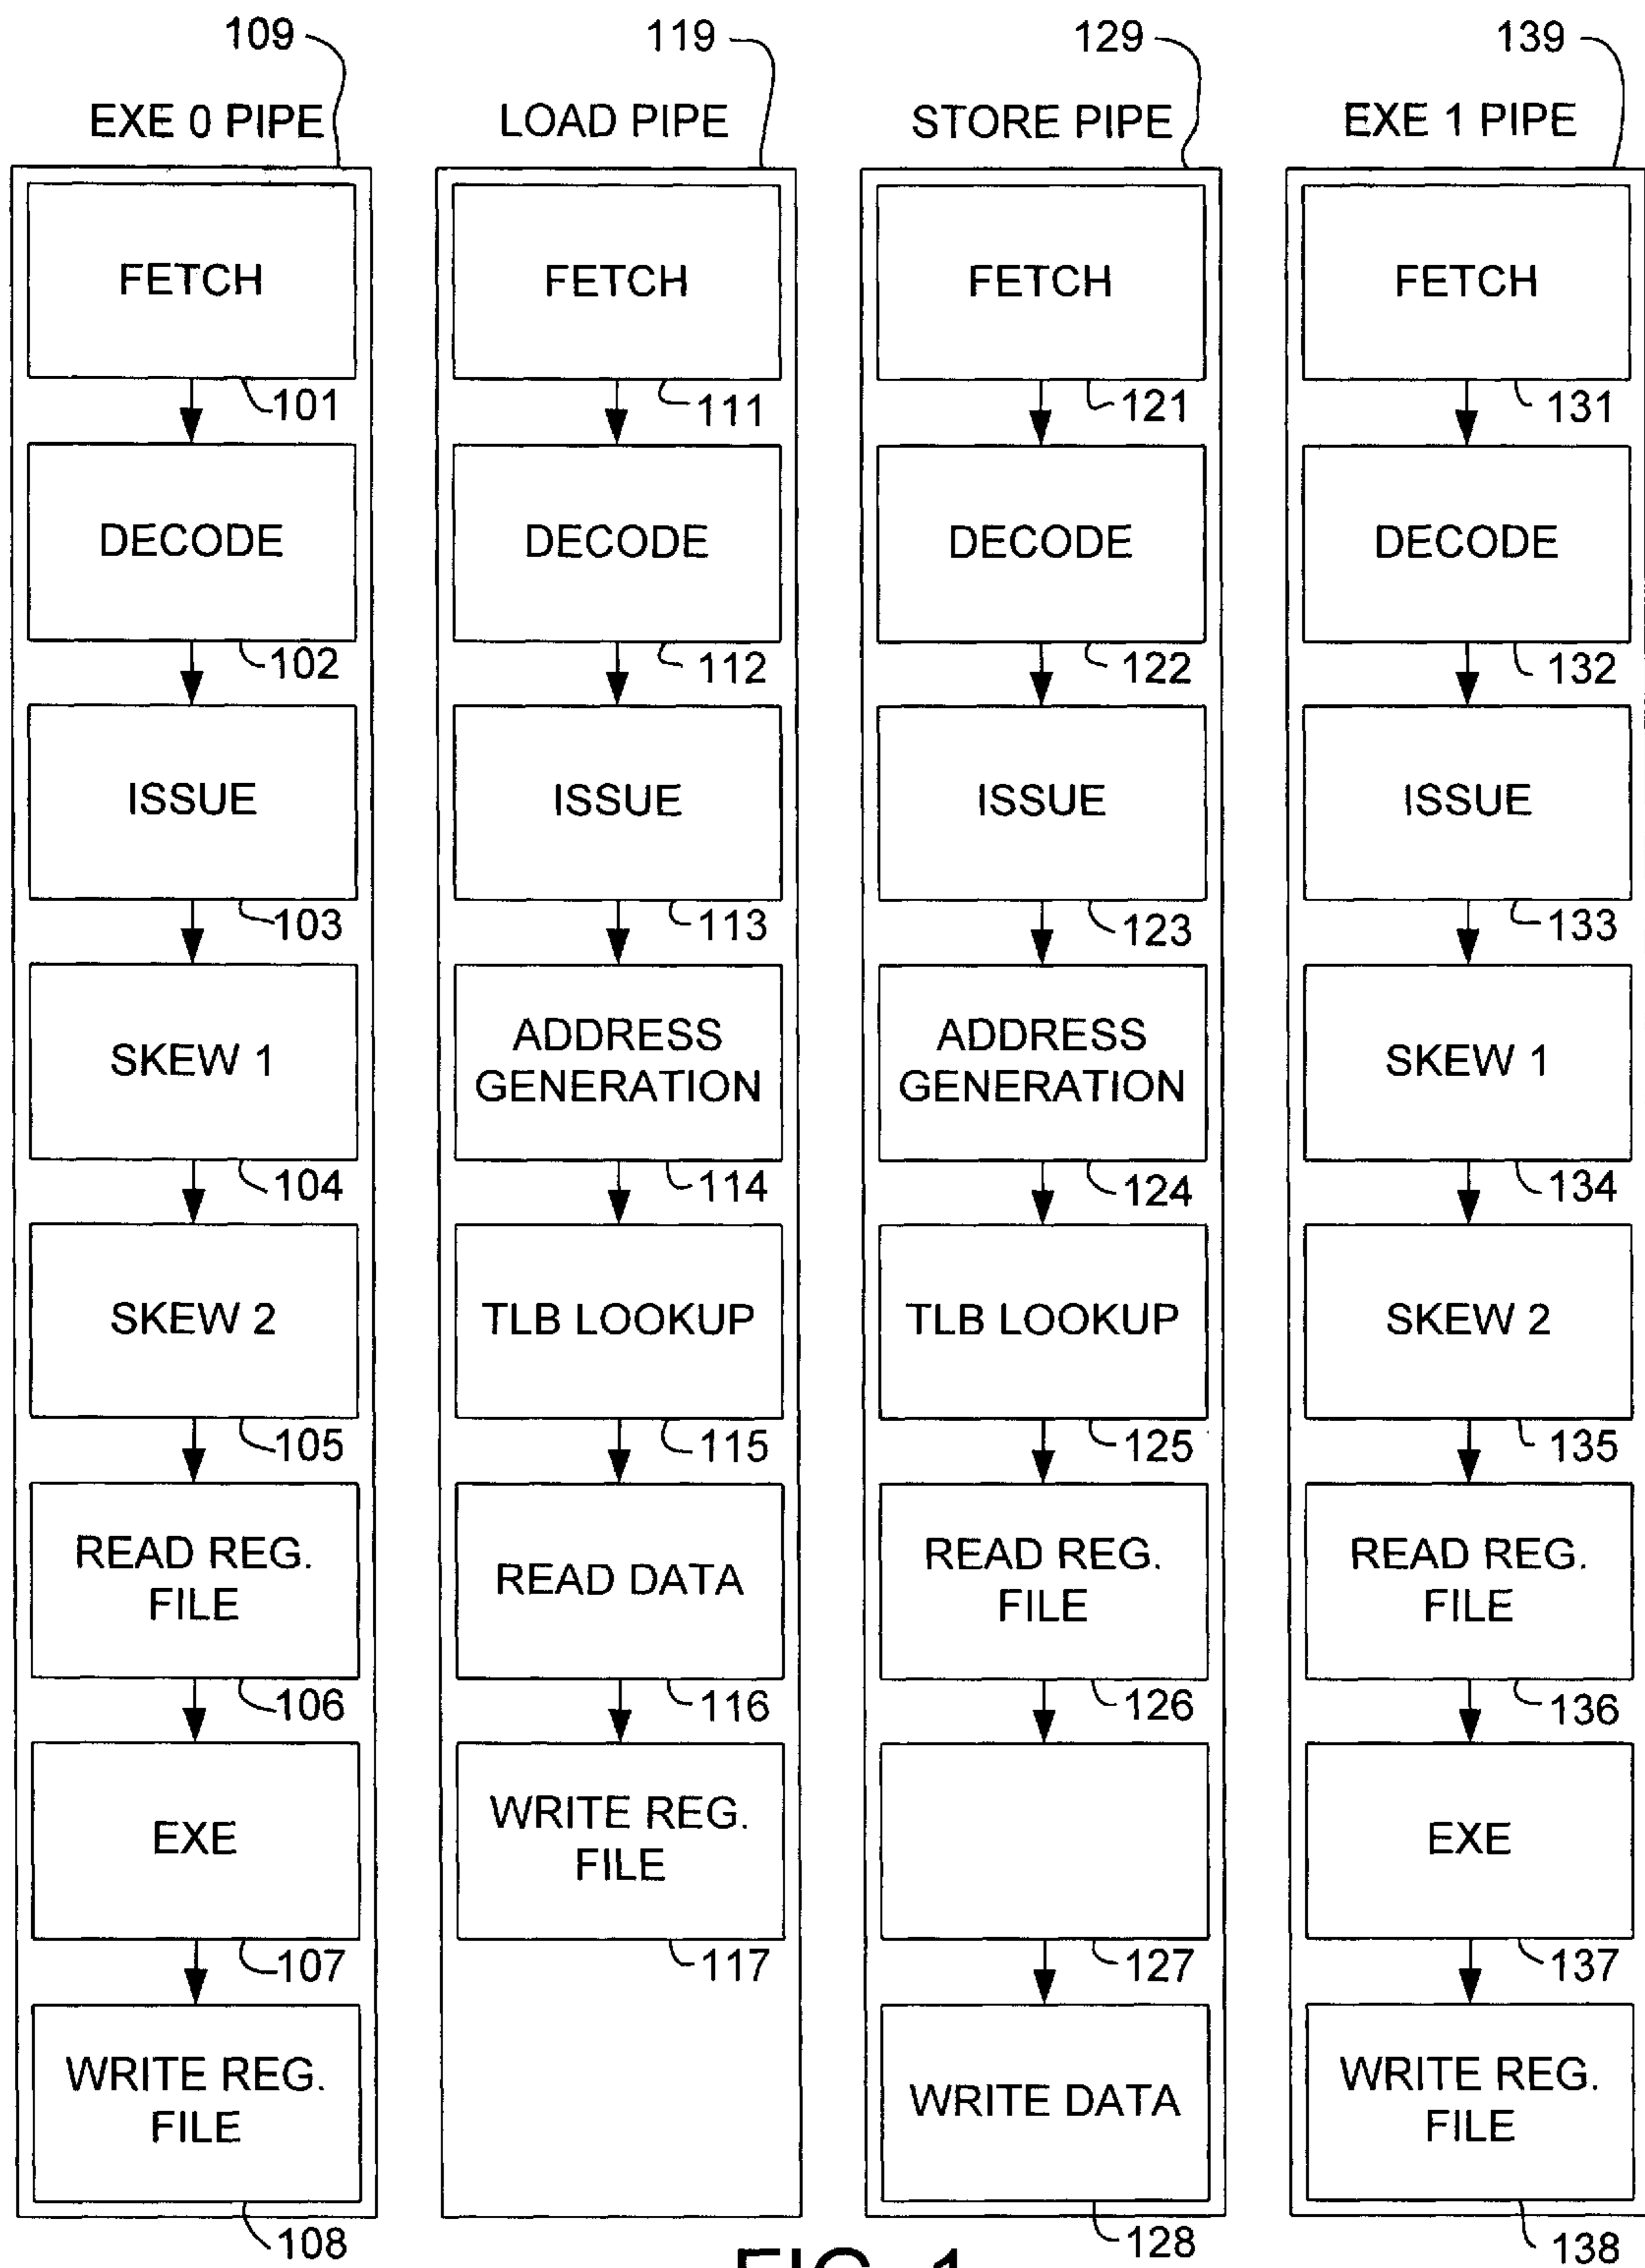 109
119
129
139
EXE 0 PIPE
LOAD PIPE
STORE PIPE
EXE 1 PIPE
FETCH
FETCH
FETCH
FETCH
101
111
121
131
DECODE
DECODE
DECODE
DECODE
102
112
122
132
ISSUE
ISSUE
ISSUE
ISSUE
103
113
123
133
SKEW 1
ADDRESS
GENERATION
ADDRESS
GENERATION
SKEW 1
104
114
124
134
SKEW 2
TLB LOOKUP
TLB LOOKUP
SKEW 2
105
115
125
135
READ REG.
FILE
READ DATA
READ REG.
FILE
READ REG.
FILE
106
116
126
136
EXE
WRITE REG.
FILE
EXE
107
117
127
137
WRITE REG.
FILE
WRITE DATA
WRITE REG.
FILE
108
128
138
FIG. 1